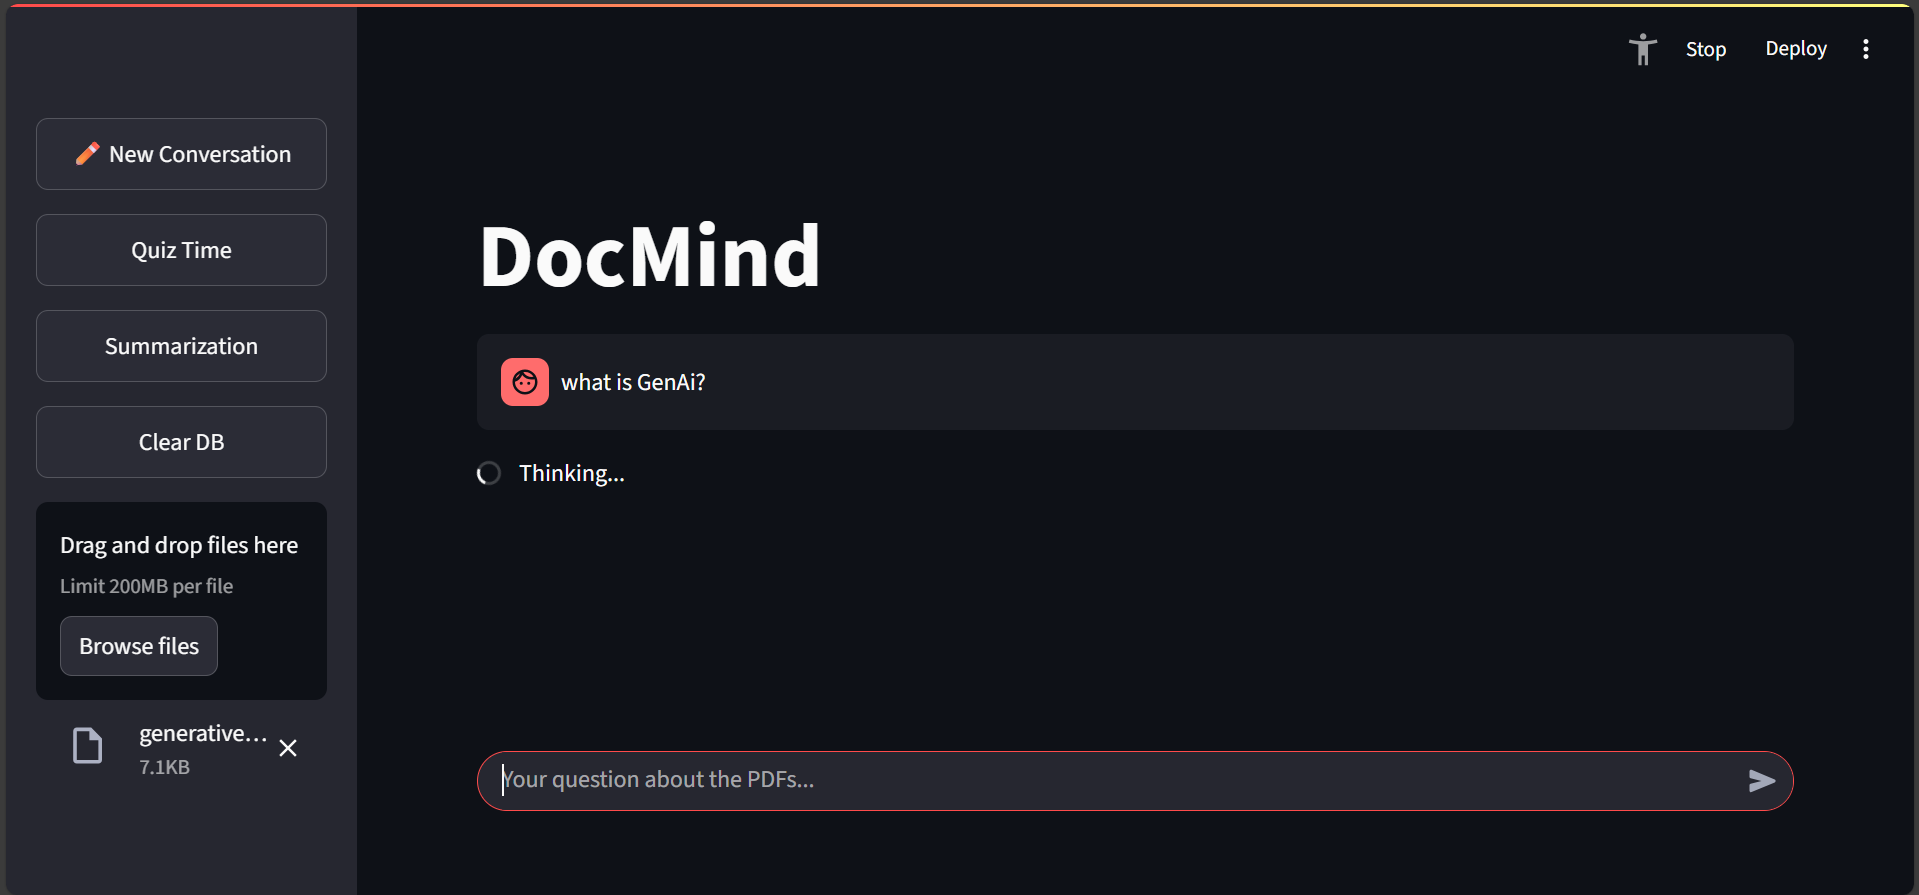 Stop
Deploy
New Conversation
Quiz Time
Summarization
Clear DB
Drag and drop files here
Limit 200MB per file
Browse files
generative...
7.1KB
DocMind
what is GenAi?
Thinking...
Your question about the PDFs...